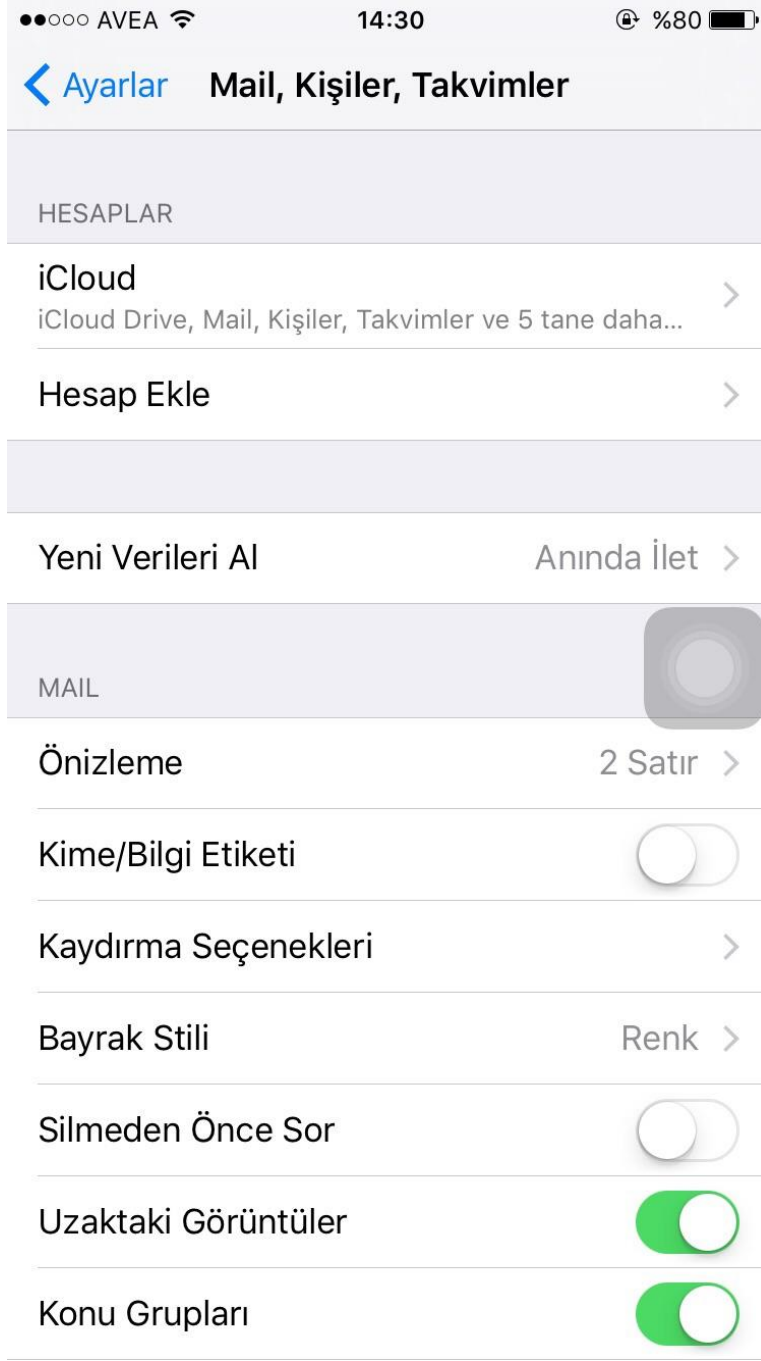 AVEA 14:30 %80
Ayarlar Mail, Kişiler, Takvimler
HESAPLAR
iCloud
iCloud Drive, Mail, Kişiler, Takvimler ve 5 tane daha...
Hesap Ekle
Yeni Verileri Al Anında İlet
MAIL
Önizleme 2 Satır
Kime/Bilgi Etiketi
Kaydırma Seçenekleri
Bayrak Stili Renk
Silmeden Önce Sor
Uzaktaki Görüntüler
Konu Grupları